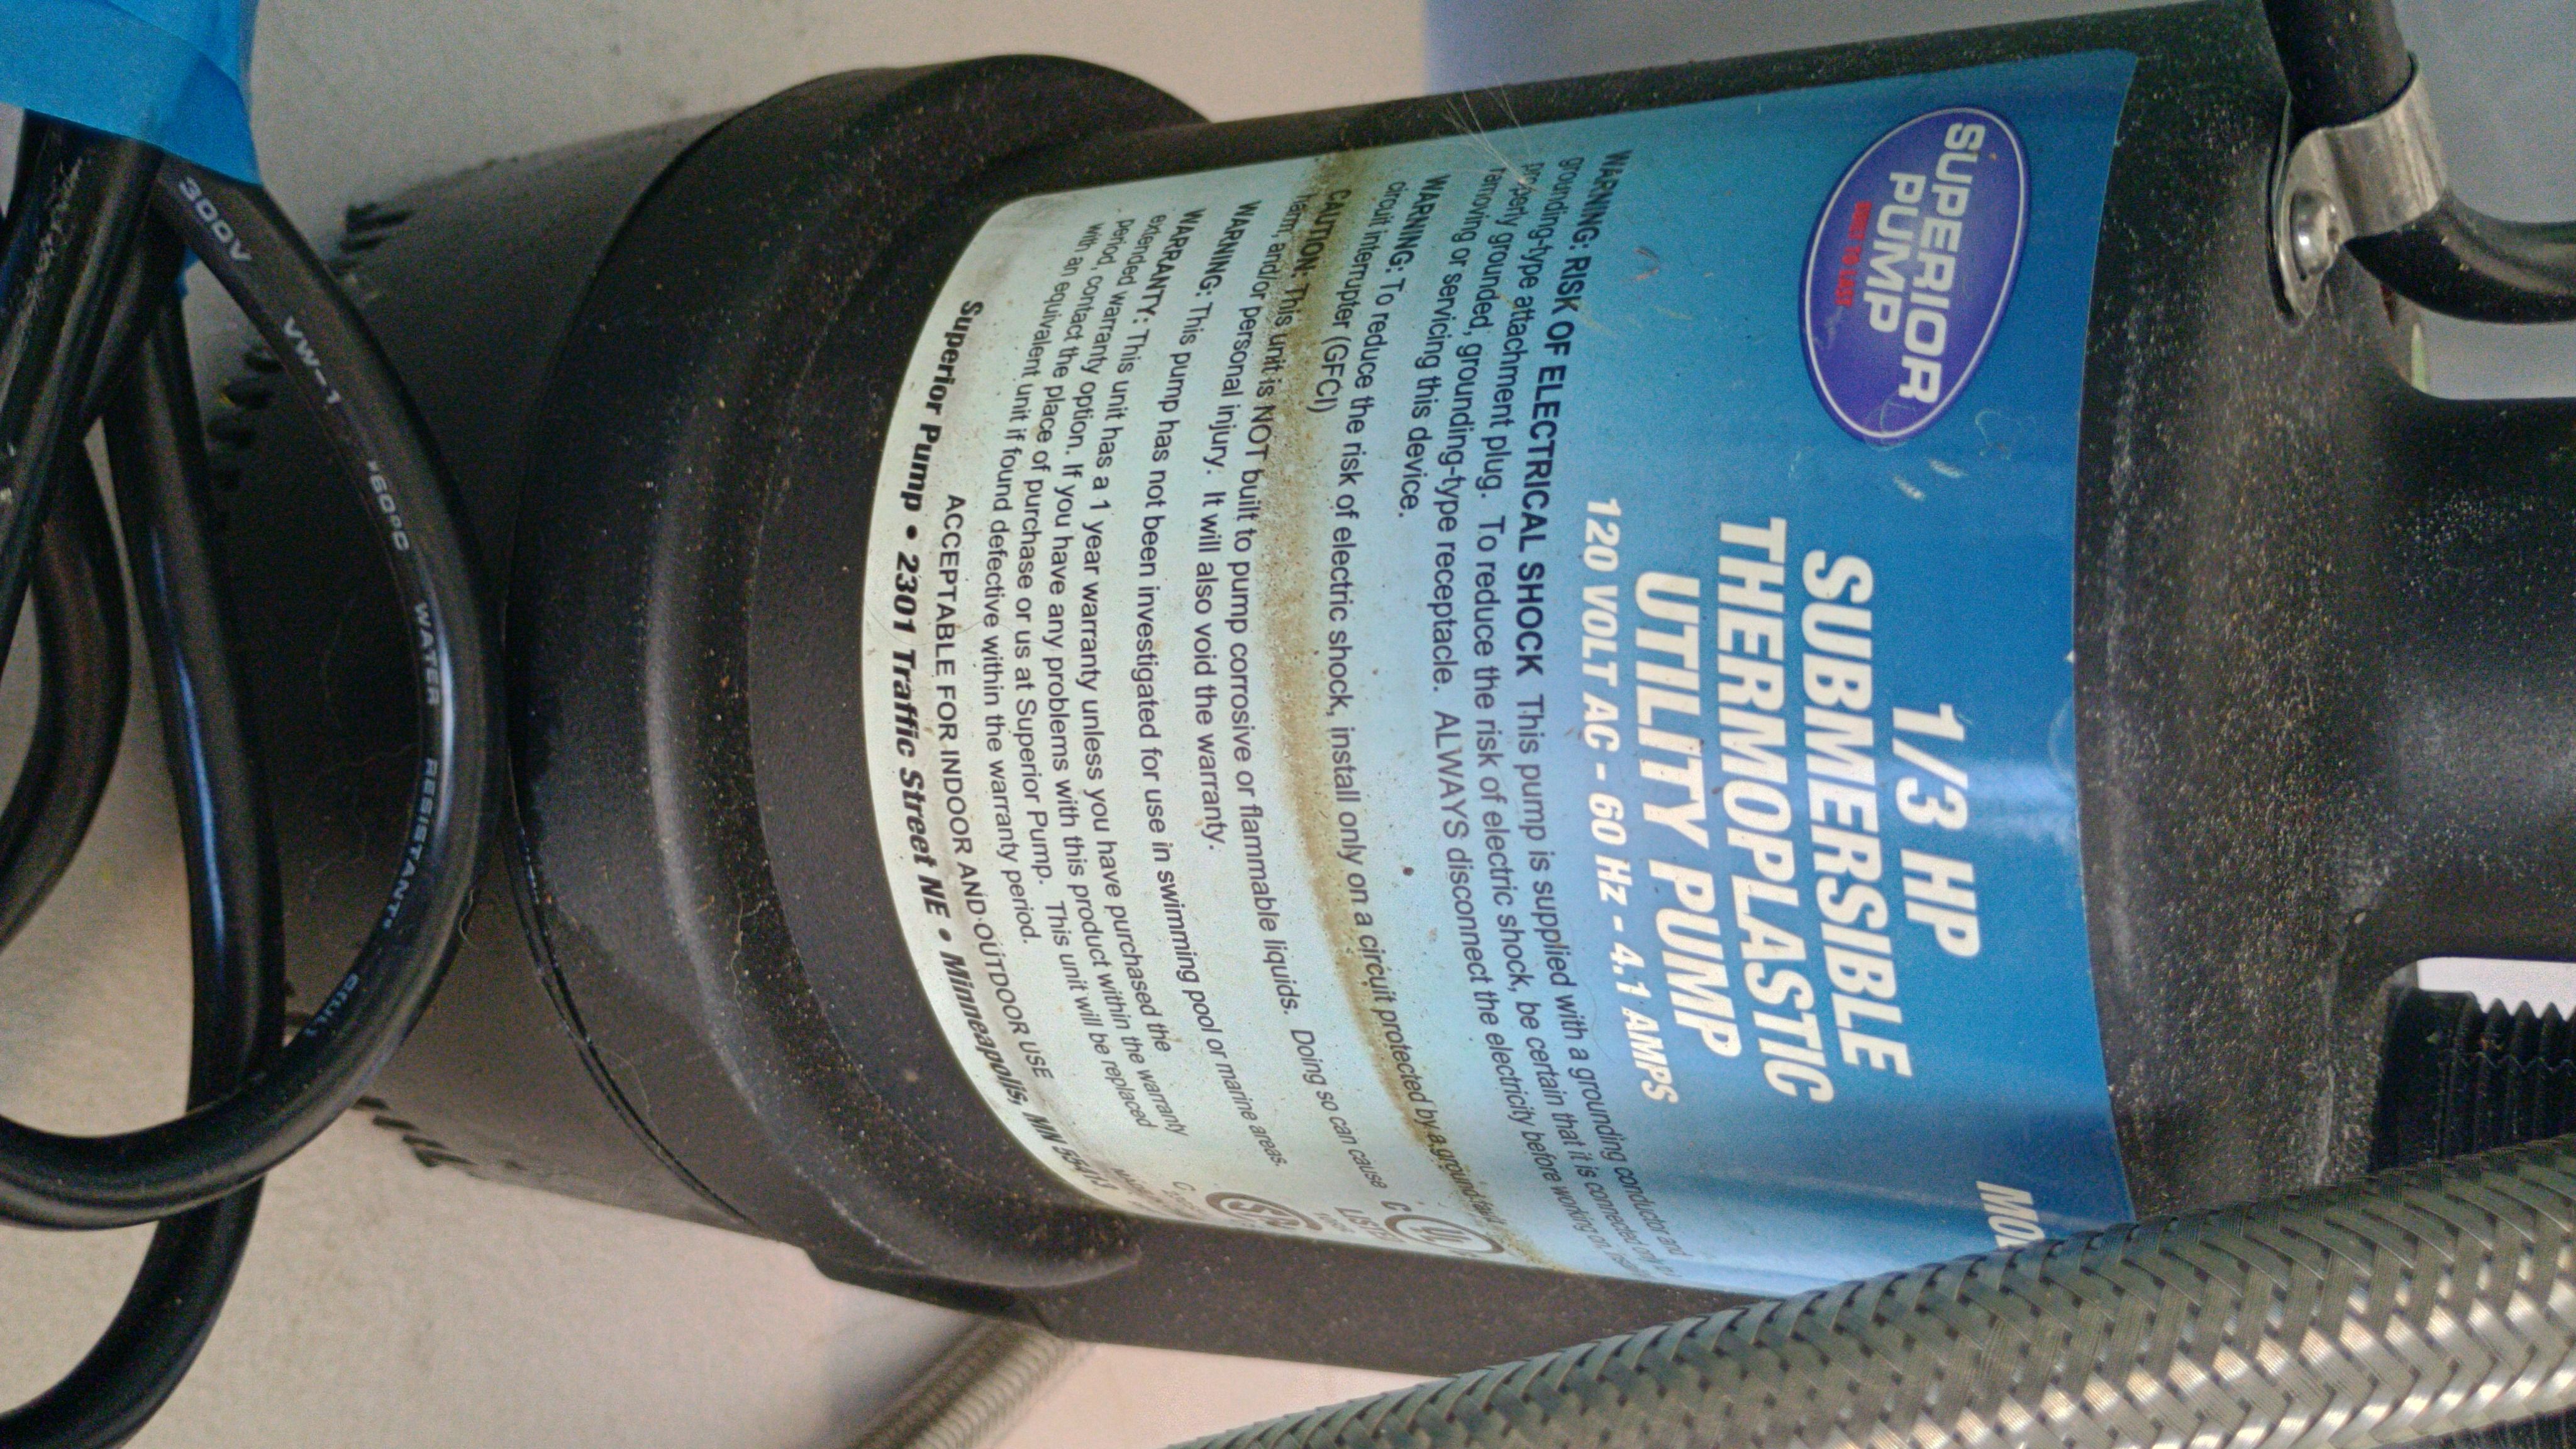 SUPERIOR
PUMP
BUILT TO LAST
1/3 HP
SUBMERSIBLE
THERMOPLASTIC
UTILITY PUMP
120 VOLT AC - 60 Hz - 4.1 AMPS
WARNING: RISK OF ELECTRICAL SHOCK This pump is supplied with a grounding conductor and
grounding-type attachment plug. To reduce the risk of electric shock, be certain that it is connected only
properly grounded, grounding-type receptacle. ALWAYS disconnect the electricity before working on,
removing or servicing this device.
WARNING: To reduce the risk of electric shock, install only on a circuit protected by a ground fault
circuit interrupter (GFCI)
CAUTION: This unit is NOT built to pump corrosive or flammable liquids. Doing so can cause
harm, and/or personal injury. It will also void the warranty.
WARNING: This pump has not been investigated for use in swimming pool or marine areas.
WARRANTY: This unit has a 1 year warranty unless you have purchased the
extended warranty option. If you have any problems with this product within the warranty
period, contact the place of purchase or us at Superior Pump. This unit will be replaced
with an equivalent unit if found defective within the warranty period.
ACCEPTABLE FOR INDOOR AND OUTDOOR USE
Superior Pump • 2301 Traffic Street NE • Minneapolis, MN 55413
C UL
LISTED
C
MO
300V VW-1 60°C WATER RESISTANT